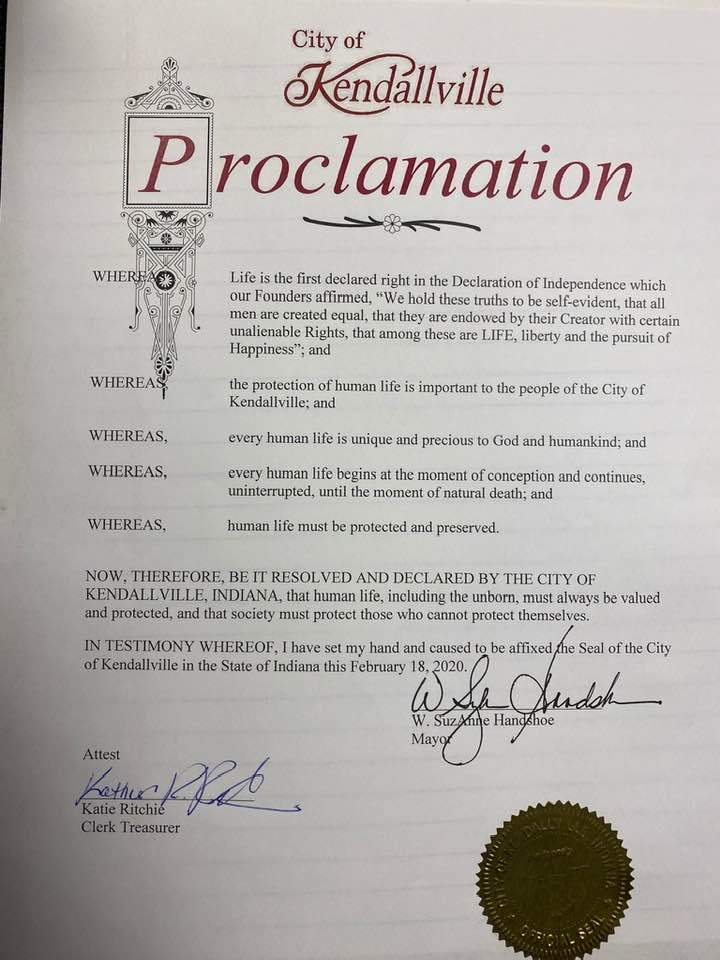 City of
Kendallville
Proclamation
WHEREAS, Life is the first declared right in the Declaration of Independence which
our Founders affirmed, “We hold these truths to be self-evident, that all
men are created equal, that they are endowed by their Creator with certain
unalienable Rights, that among these are LIFE, liberty and the pursuit of
Happiness”; and
WHEREAS, the protection of human life is important to the people of the City of
Kendallville; and
WHEREAS, every human life is unique and precious to God and humankind; and
WHEREAS, every human life begins at the moment of conception and continues,
uninterrupted, until the moment of natural death; and
WHEREAS, human life must be protected and preserved.
NOW, THEREFORE, BE IT RESOLVED AND DECLARED BY THE CITY OF
KENDALLVILLE, INDIANA, that human life, including the unborn, must always be valued
and protected, and that society must protect those who cannot protect themselves.
IN TESTIMONY WHEREOF, I have set my hand and caused to be affixed the Seal of the City
of Kendallville in the State of Indiana this February 18, 2020.
W. SuzAnne Handshoe
Mayor
Attest
Katie Ritchie
Clerk Treasurer
OFFICIAL SEAL